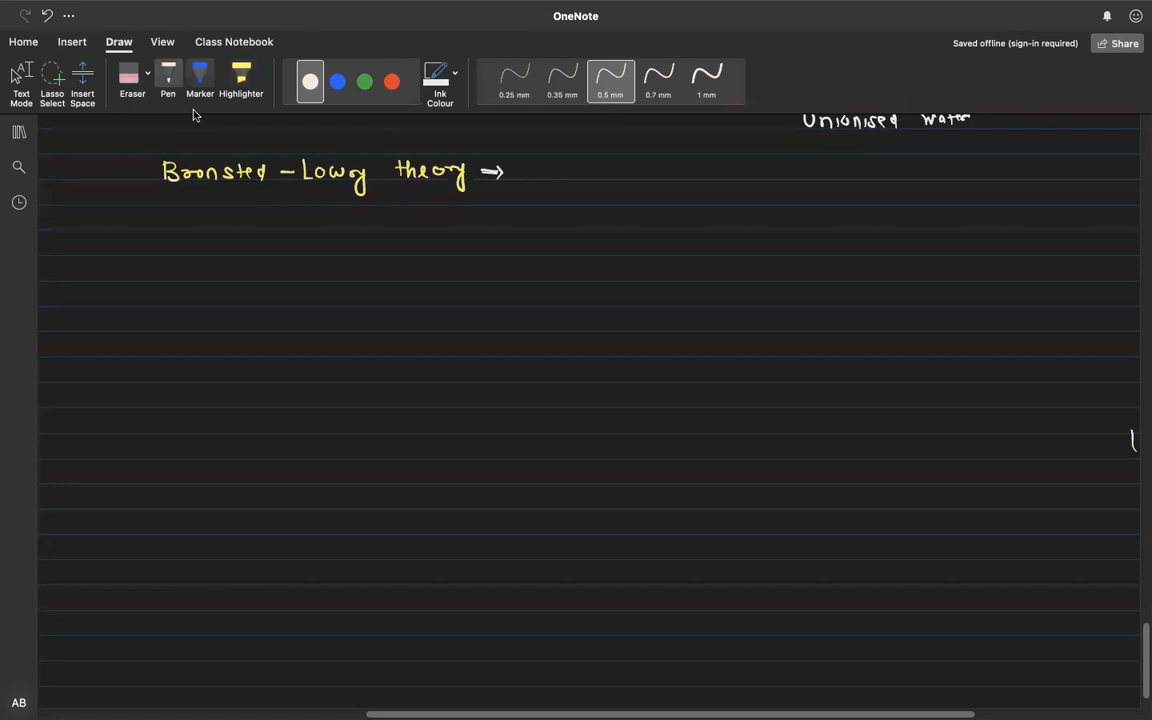 OneNote
Home Insert Draw View Class Notebook
Saved offline (sign-in required) Share
Text Mode
Lasso Select
Insert Space
Eraser
Pen
Marker
Highlighter
Ink Colour
0.25 mm 0.35 mm 0.5 mm 0.7 mm 1 mm
Unionised water
Bronsted - Lowry theory →
AB